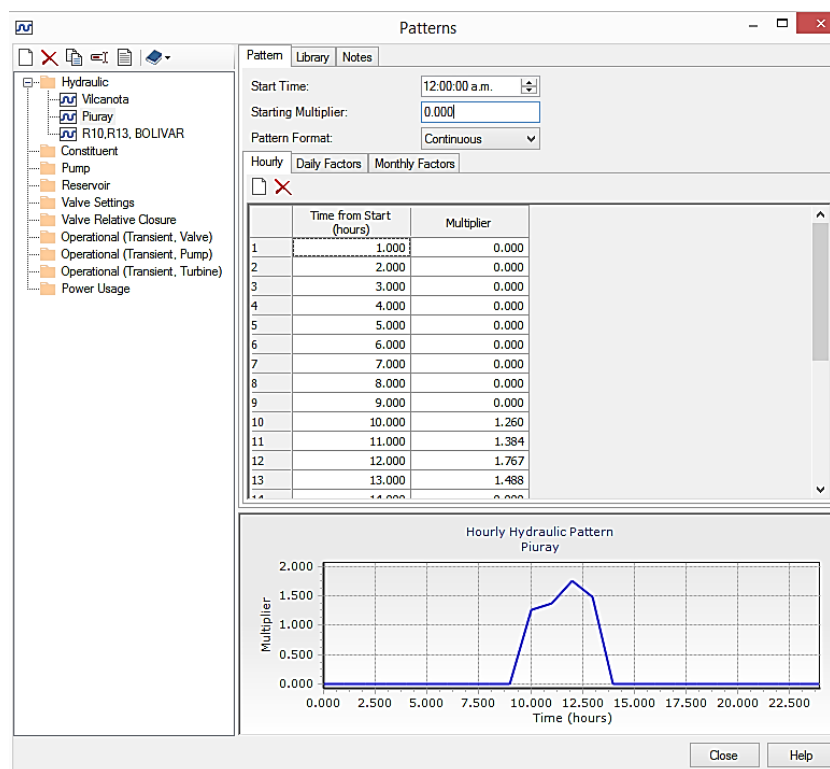 Patterns
Pattern Library Notes
Hydraulic
Vilcanota
Piuray
R10,R13, BOLIVAR
Constituent
Pump
Reservoir
Valve Settings
Valve Relative Closure
Operational (Transient, Valve)
Operational (Transient, Pump)
Operational (Transient, Turbine)
Power Usage
Start Time: 12:00:00 a.m.
Starting Multiplier: 0.000
Pattern Format: Continuous
Hourly Daily Factors Monthly Factors
Time from Start (hours) Multiplier
1 1.000 0.000
2 2.000 0.000
3 3.000 0.000
4 4.000 0.000
5 5.000 0.000
6 6.000 0.000
7 7.000 0.000
8 8.000 0.000
9 9.000 0.000
10 10.000 1.260
11 11.000 1.384
12 12.000 1.767
13 13.000 1.488
Hourly Hydraulic Pattern
Piuray
2.000
1.500
1.000
0.500
0.000
Multiplier
0.000 2.500 5.000 7.500 10.000 12.500 15.000 17.500 20.000 22.500
Time (hours)
Close Help